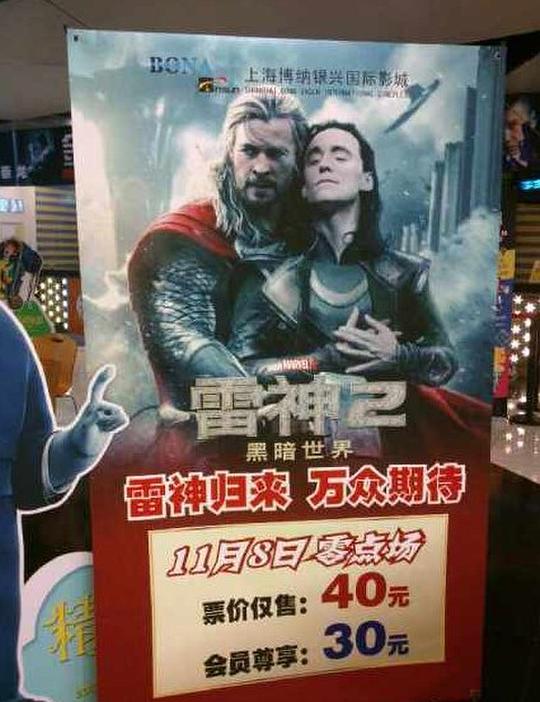 BONA
上海博纳银兴国际影城
雷神2
黑暗世界
雷神归来 万众期待
11月8日零点场
票价仅售：40元
会员尊享：30元
精